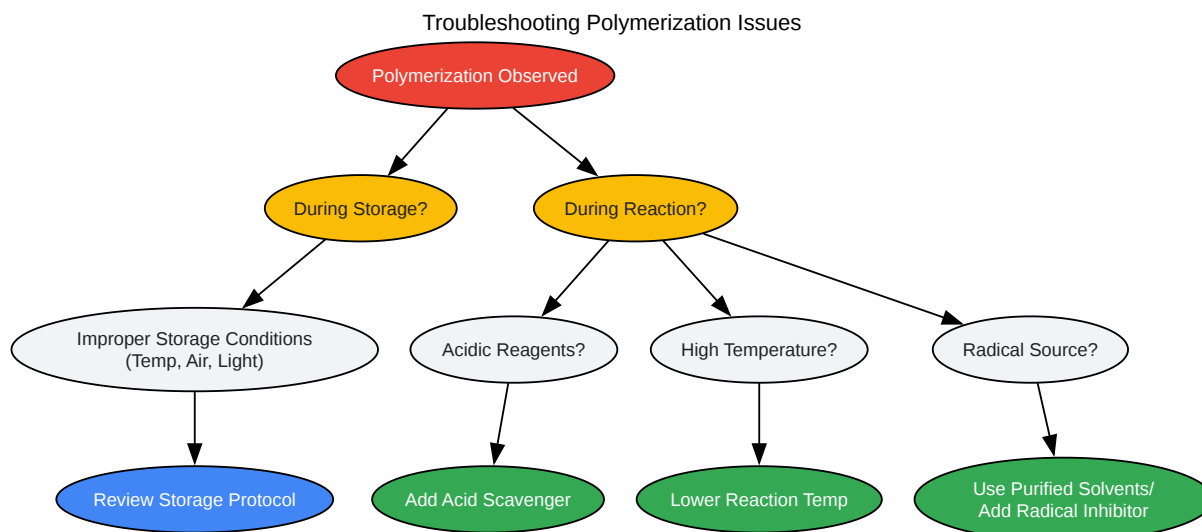 Troubleshooting Polymerization Issues
Polymerization Observed
During Storage?
During Reaction?
Improper Storage Conditions
(Temp, Air, Light)
Acidic Reagents?
High Temperature?
Radical Source?
Review Storage Protocol
Add Acid Scavenger
Lower Reaction Temp
Use Purified Solvents/
Add Radical Inhibitor